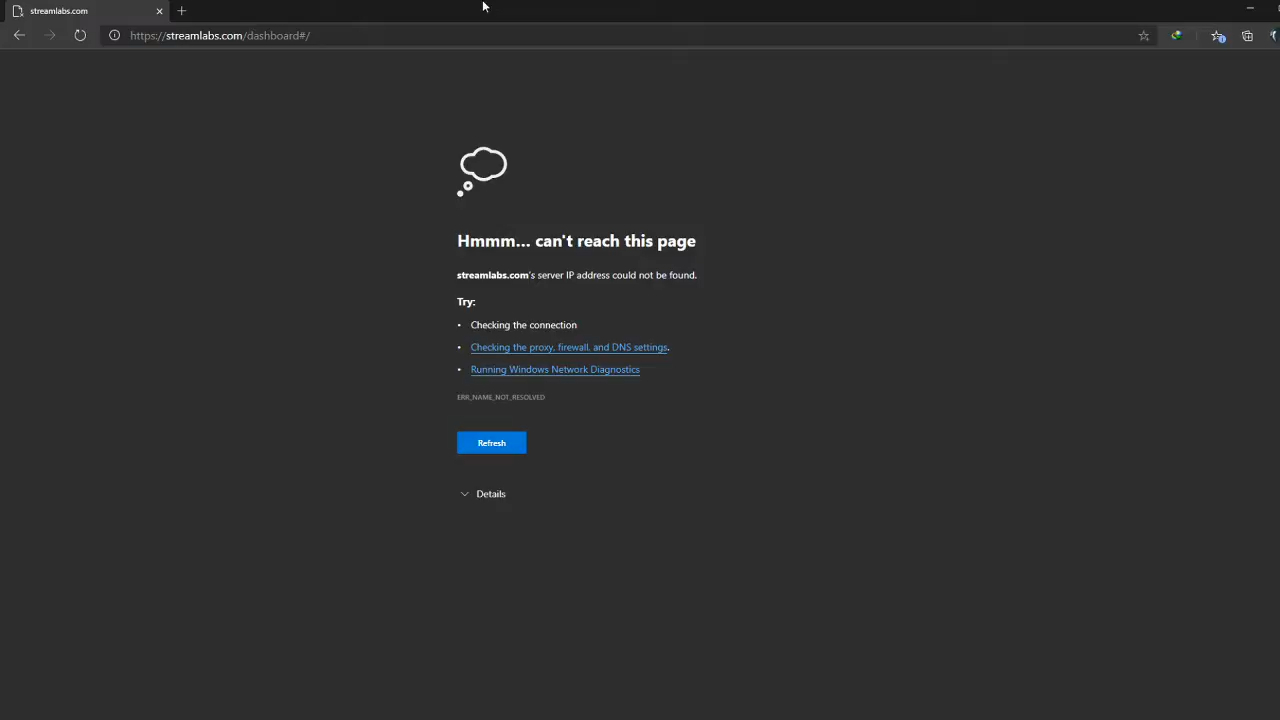 streamlabs.com
https://streamlabs.com/dashboard#/
Hmmm... can't reach this page
streamlabs.com's server IP address could not be found.
Try:
• Checking the connection
• Checking the proxy, firewall, and DNS settings.
• Running Windows Network Diagnostics
ERR_NAME_NOT_RESOLVED
Refresh
Details